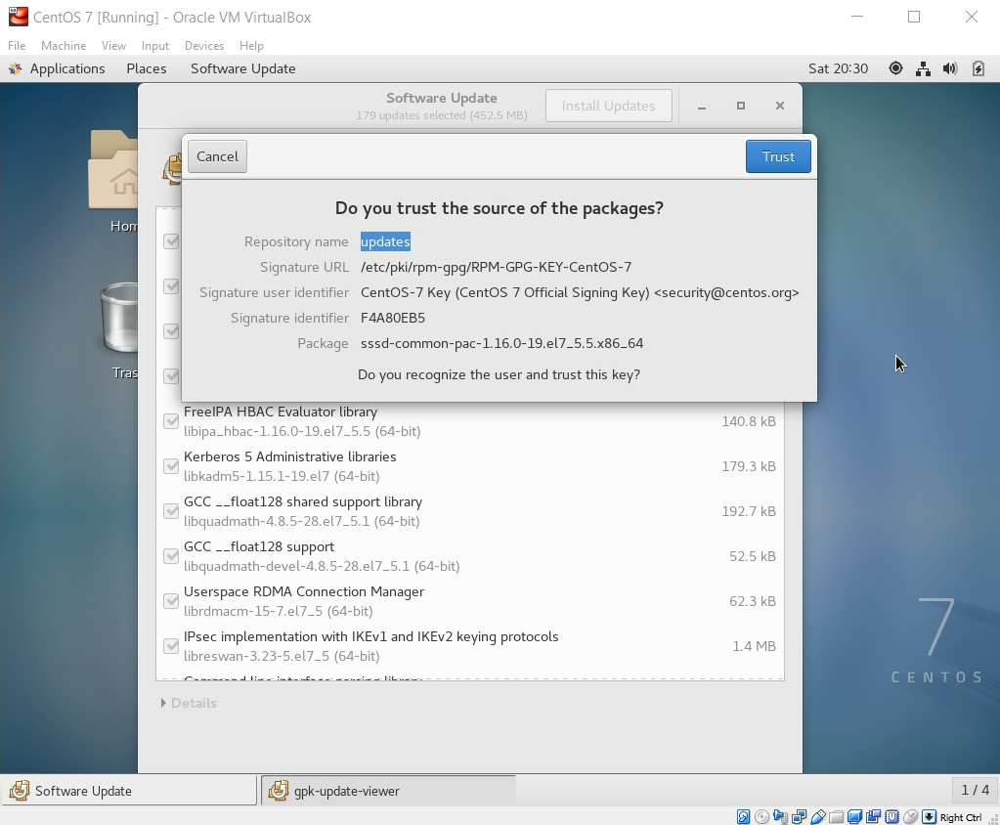 CentOS 7 [Running] - Oracle VM VirtualBox
File Machine View Input Devices Help
Applications Places Software Update Sat 20:30
Software Update
179 updates selected (452.5 MB)
Install Updates
Cancel
Trust
Do you trust the source of the packages?
Repository name updates
Signature URL /etc/pki/rpm-gpg/RPM-GPG-KEY-CentOS-7
Signature user identifier CentOS-7 Key (CentOS 7 Official Signing Key) <security@centos.org>
Signature identifier F4A80EB5
Package sssd-common-pac-1.16.0-19.el7_5.5.x86_64
Do you recognize the user and trust this key?
Hom
Tras
FreeIPA HBAC Evaluator library
libipa_hbac-1.16.0-19.el7_5.5 (64-bit) 140.8 kB
Kerberos 5 Administrative libraries
libkadm5-1.15.1-19.el7 (64-bit) 179.3 kB
GCC __float128 shared support library
libquadmath-4.8.5-28.el7_5.1 (64-bit) 192.7 kB
GCC __float128 support
libquadmath-devel-4.8.5-28.el7_5.1 (64-bit) 52.5 kB
Userspace RDMA Connection Manager
librdmacm-15-7.el7_5 (64-bit) 62.3 kB
IPsec implementation with IKEv1 and IKEv2 keying protocols
libreswan-3.23-5.el7_5 (64-bit) 1.4 MB
Command line interface parsing library
Details
7
CENTOS
Software Update gpk-update-viewer 1 / 4
Right Ctrl